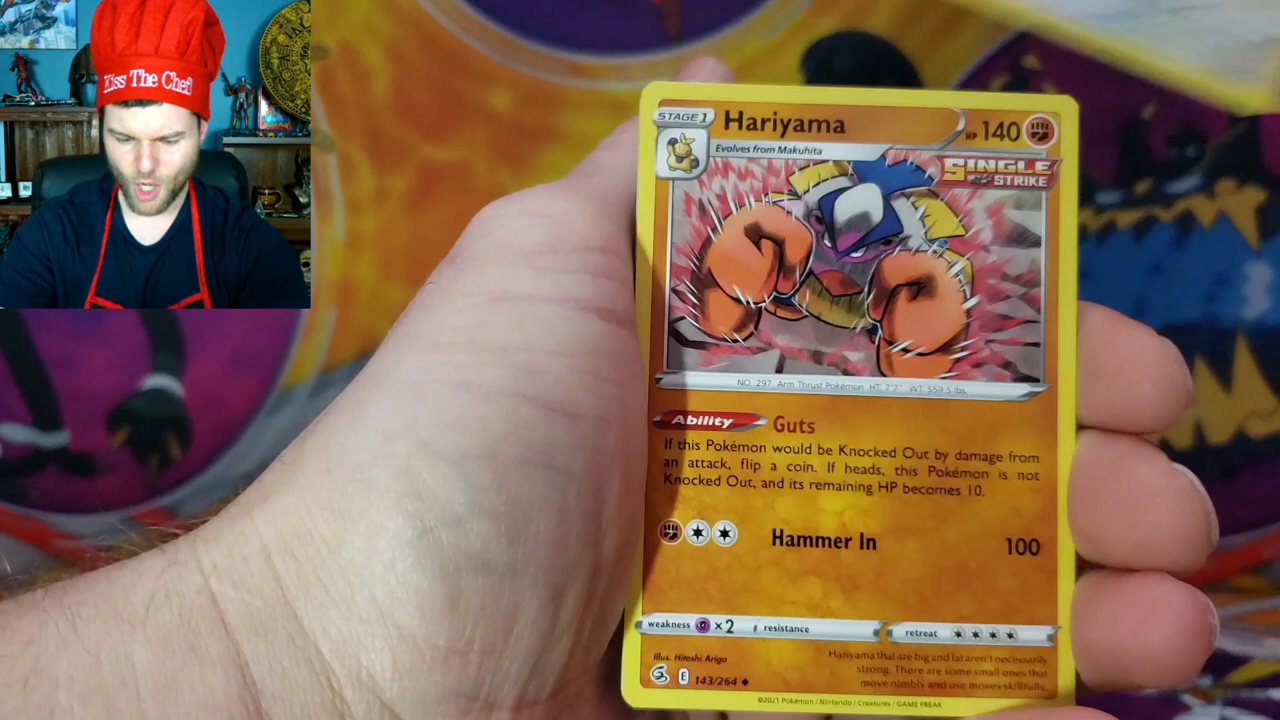 Kiss The Chef!
STAGE 1
Hariyama
HP 140
Evolves from Makuhita
SINGLE
STRIKE
NO. 297 Arm Thrust Pokémon HT: 7'7" WT: 559.5 lbs.
Ability Guts
If this Pokémon would be Knocked Out by damage from
an attack, flip a coin. If heads, this Pokémon is not
Knocked Out, and its remaining HP becomes 10.
Hammer In 100
weakness ×2 resistance retreat
Illus. Hitoshi Ariga
E 143/264
Hariyama that are big and fat aren't necessarily
strong. There are some small ones that
move nimbly and use moves skillfully.
©2021 Pokémon / Nintendo / Creatures / GAME FREAK